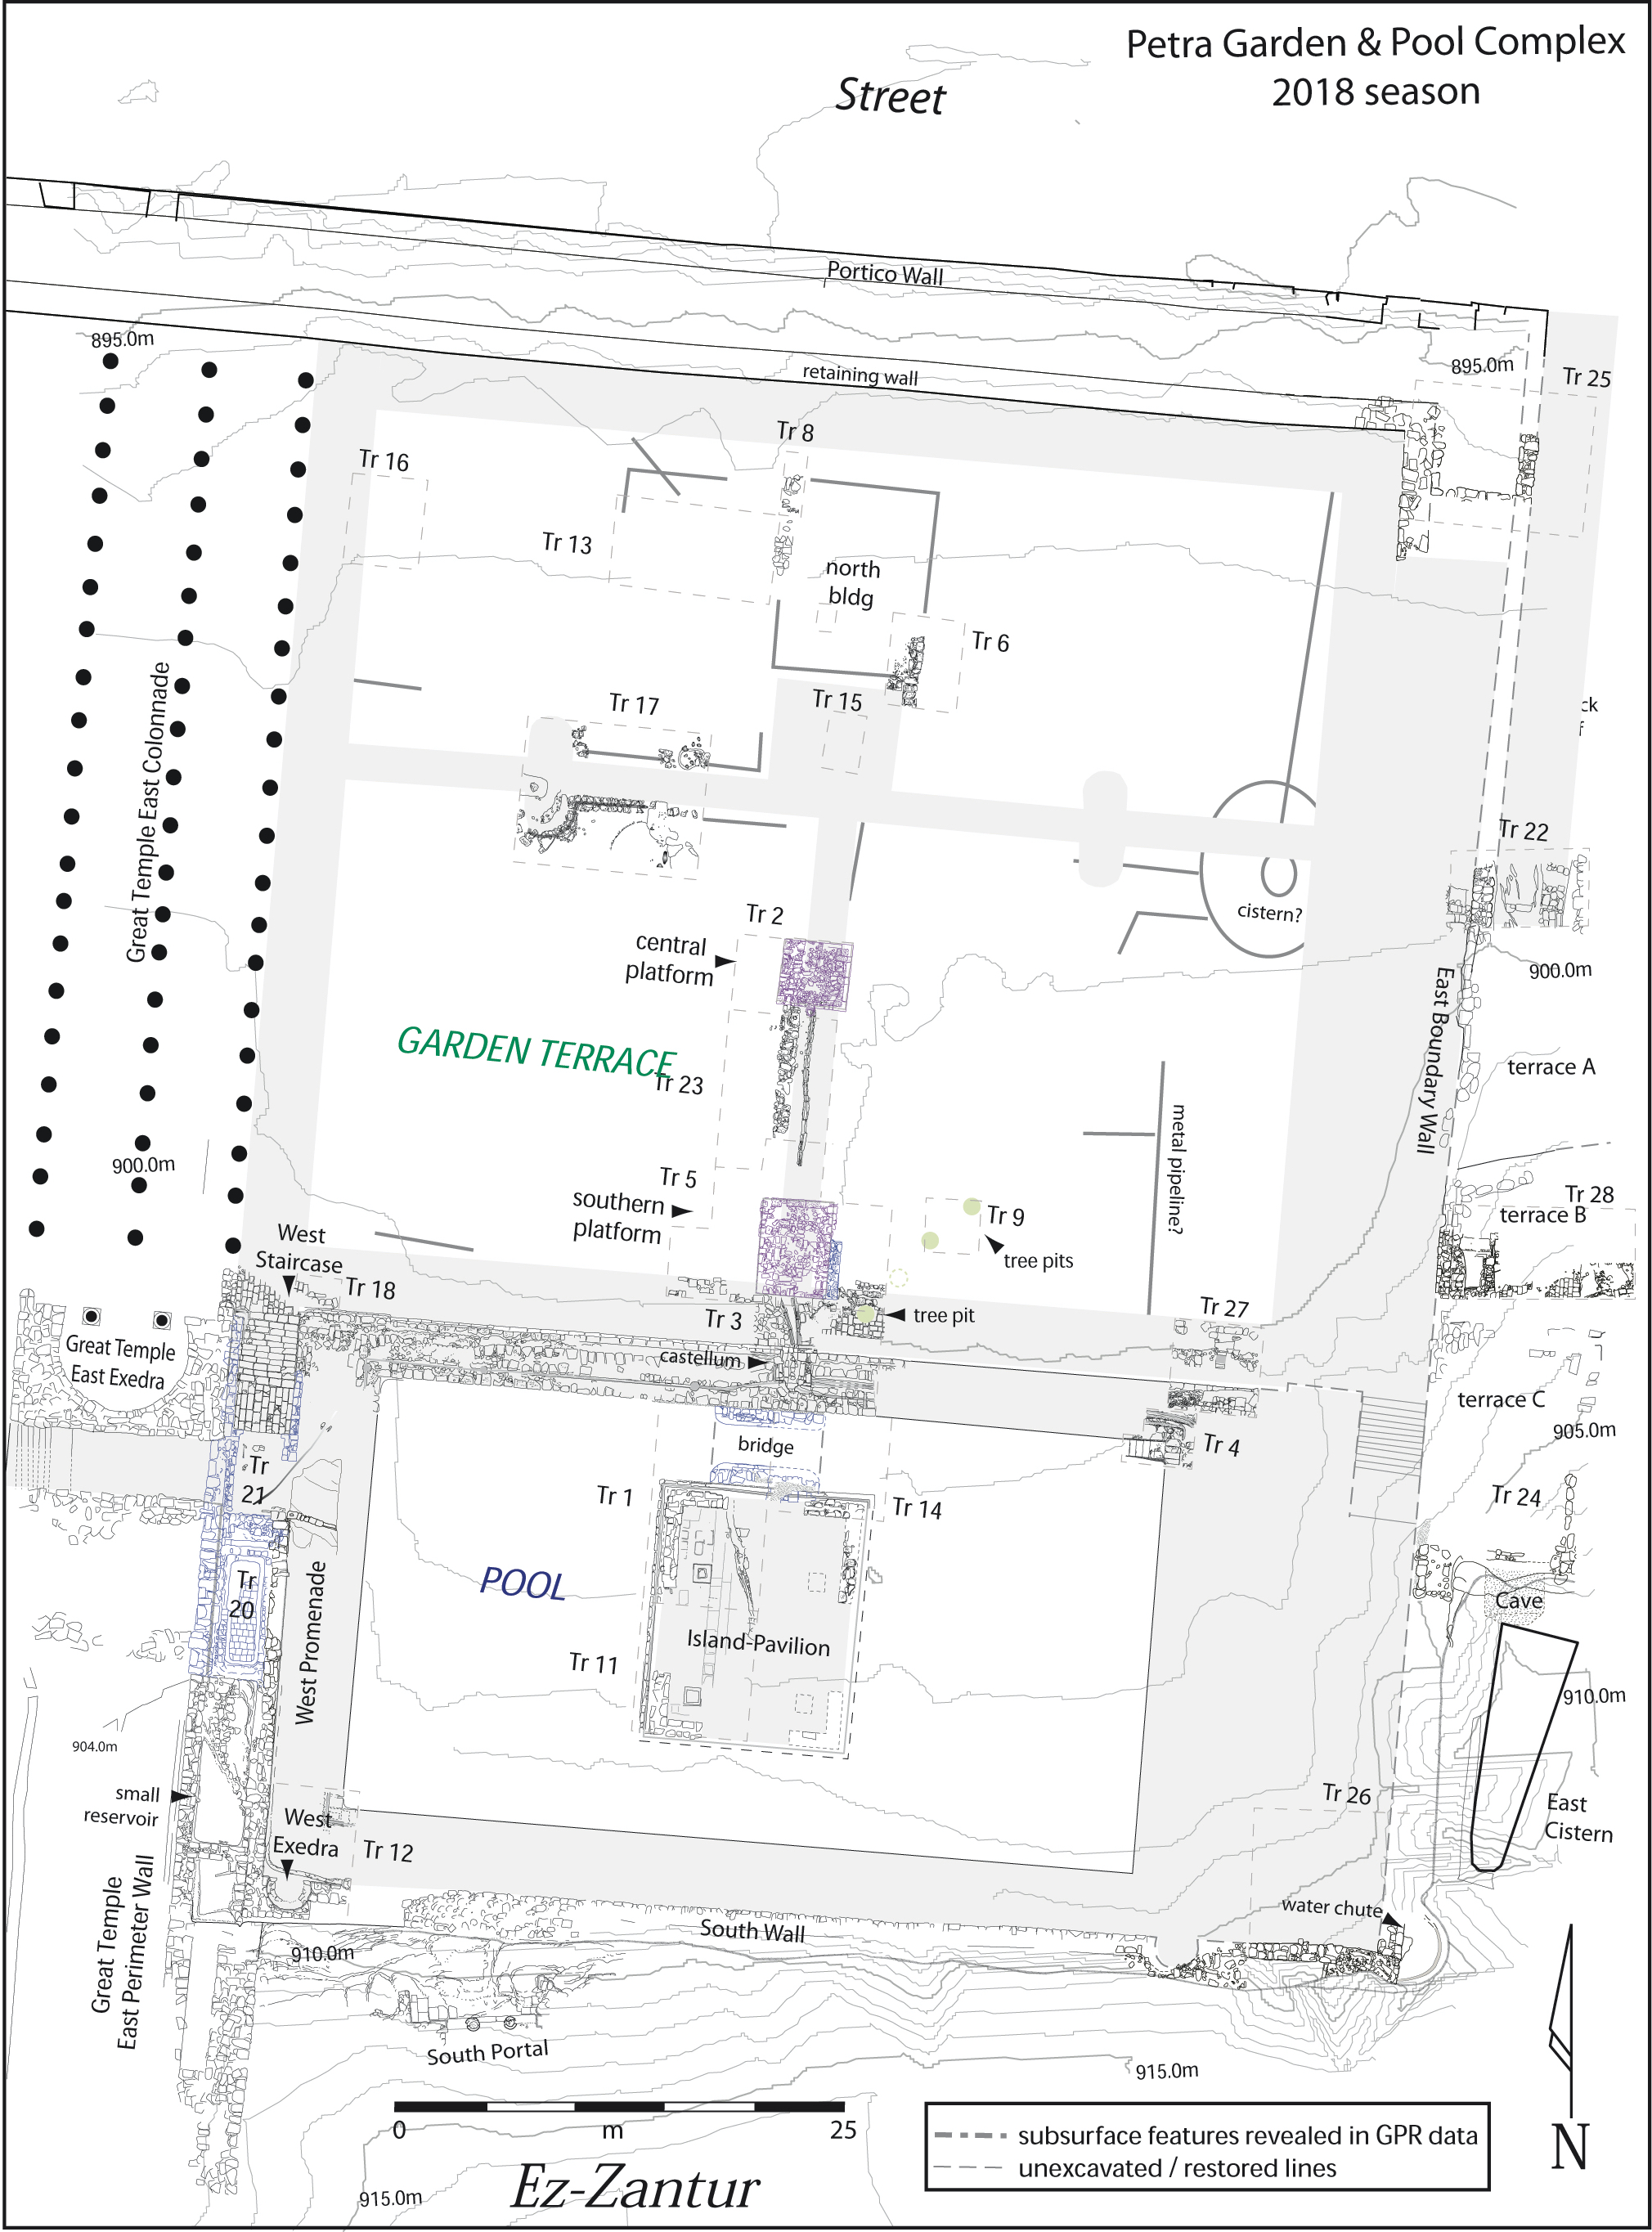 Petra Garden & Pool Complex
2018 season
Street
Portico Wall
895.0m
895.0m
retaining wall
Tr 25
Tr 8
Tr 16
Tr 13
north
bldg
Tr 6
Tr 15
Tr 17
ck
f
Great Temple East Colonnade
Tr 22
Tr 2
cistern?
central
platform
900.0m
East Boundary Wall
GARDEN TERRACE
Tr 23
terrace A
metal pipeline?
900.0m
Tr 5
southern
platform
Tr 9
tree pits
Tr 28
terrace B
West
Staircase
Tr 18
Tr 3
tree pit
Tr 27
Great Temple
East Exedra
castellum
terrace C
905.0m
bridge
Tr 4
Tr
21
Tr 1
Tr 14
Tr 24
Tr
20
POOL
Cave
West Promenade
Island-Pavilion
Tr 11
910.0m
904.0m
small
reservoir
Tr 26
East
Cistern
West
Exedra
Tr 12
Great Temple
East Perimeter Wall
water chute
South Wall
910.0m
South Portal
915.0m
0
m
25
subsurface features revealed in GPR data
unexcavated / restored lines
N
Ez-Zantur
915.0m